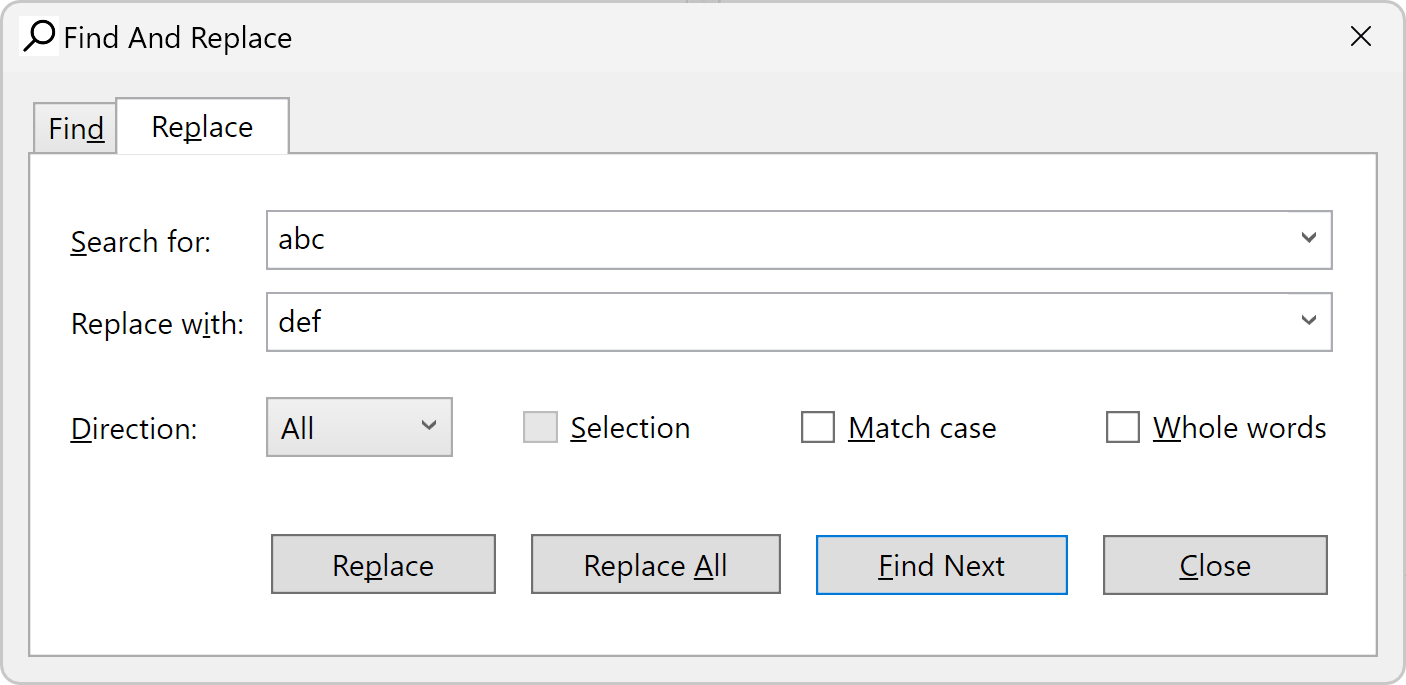 Find And Replace
Find Replace
Search for: abc
Replace with: def
Direction: All Selection Match case Whole words
Replace Replace All Find Next Close